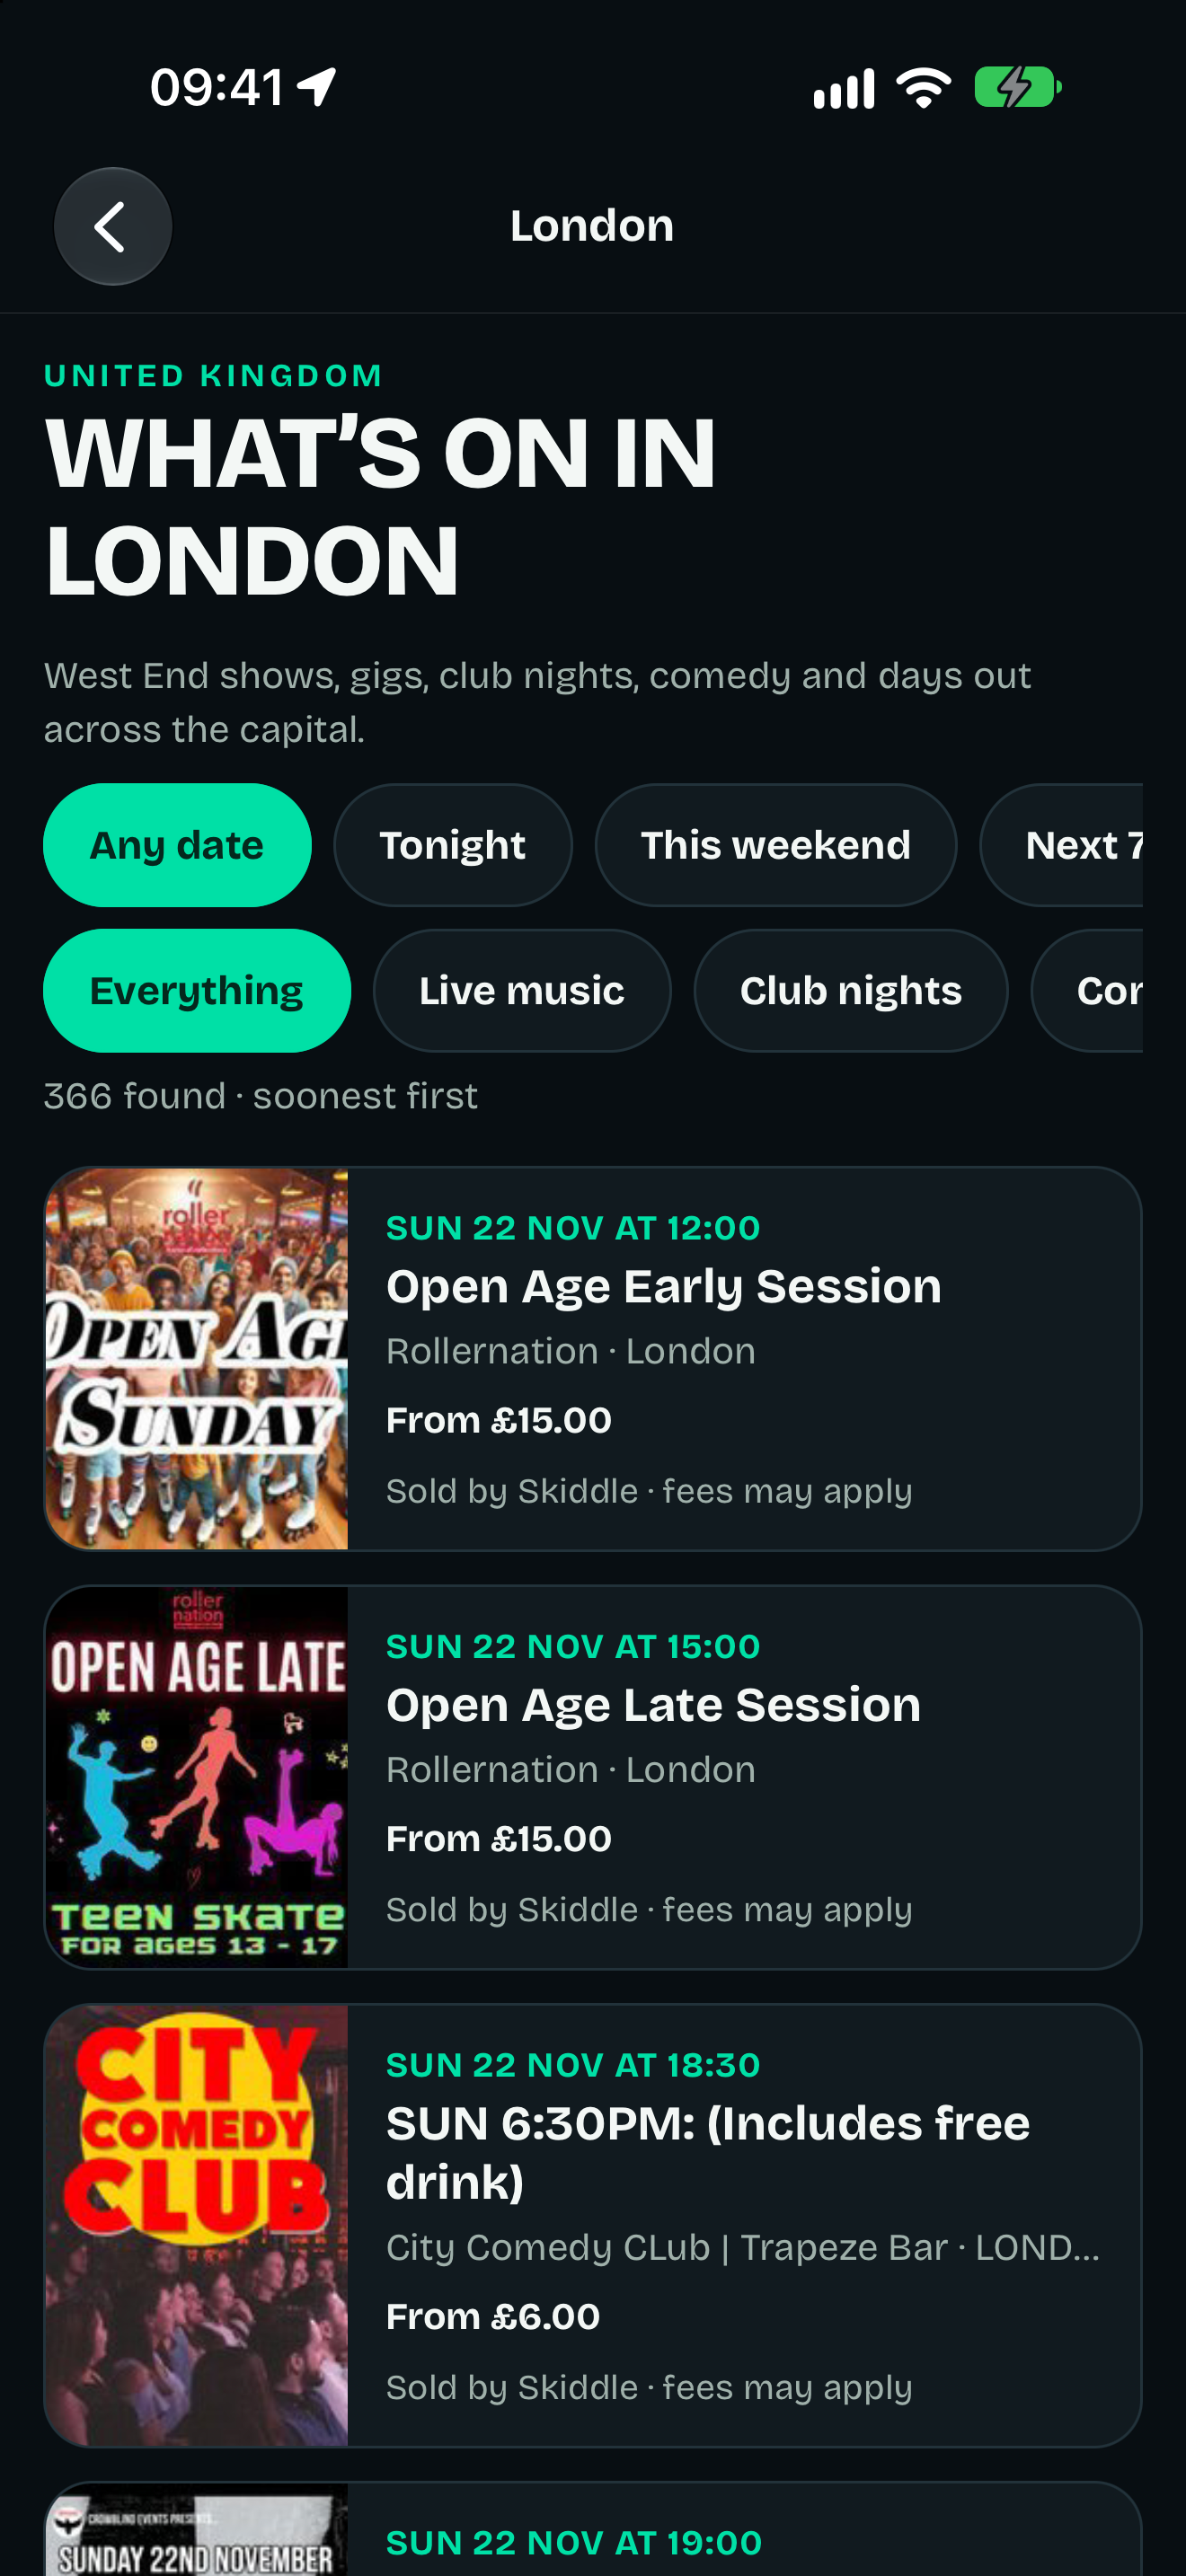 09:41
London
UNITED KINGDOM
WHAT’S ON IN
LONDON
West End shows, gigs, club nights, comedy and days out
across the capital.
Any date
Tonight
This weekend
Next 7
Everything
Live music
Club nights
366 found · soonest first
roller
OPEN AGE
SUNDAY
SUN 22 NOV AT 12:00
Open Age Early Session
Rollernation · London
From £15.00
Sold by Skiddle · fees may apply
roller
nation
OPEN AGE LATE
TEEN SKATE
FOR AGES 13 - 17
SUN 22 NOV AT 15:00
Open Age Late Session
Rollernation · London
From £15.00
Sold by Skiddle · fees may apply
CITY
COMEDY
CLUB
SUN 22 NOV AT 18:30
SUN 6:30PM: (Includes free
drink)
City Comedy CLub | Trapeze Bar · LOND...
From £6.00
Sold by Skiddle · fees may apply
CROWBLIND EVENTS PRESENTS...
SUNDAY 22ND NOVEMBER
SUN 22 NOV AT 19:00